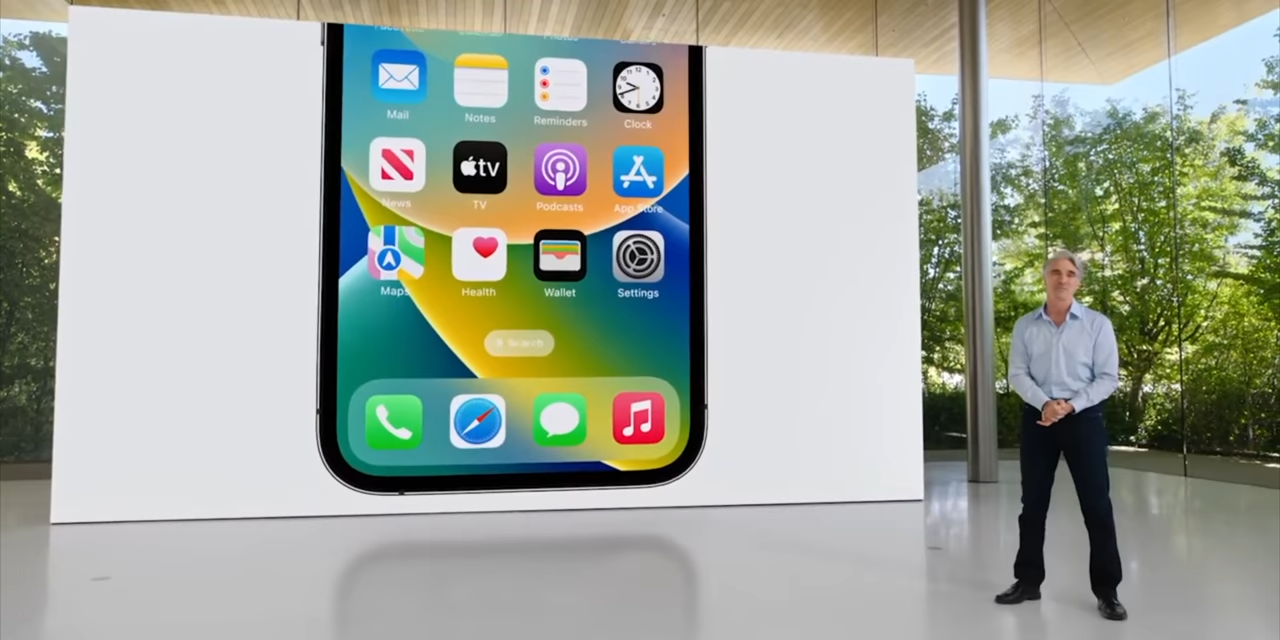 Mail Notes Reminders Clock
tv
News TV Podcasts App Store
Maps Health Wallet Settings
Search